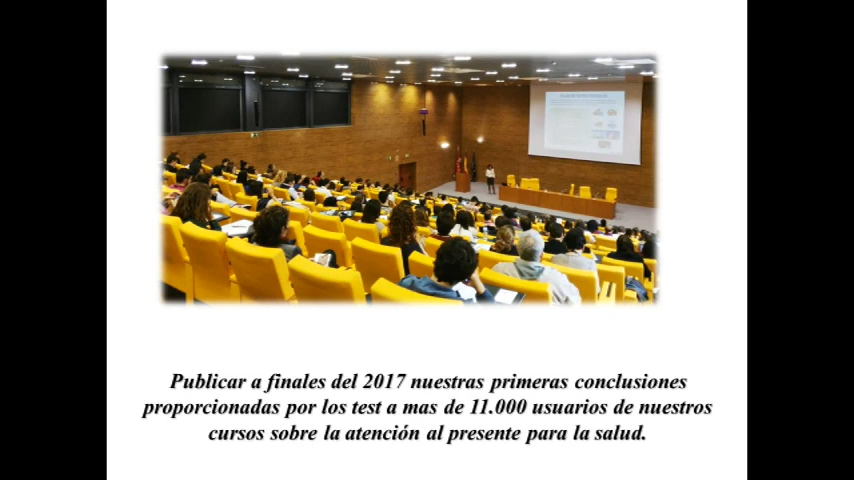 Publicar a finales del 2017 nuestras primeras conclusiones
proporcionadas por los test a mas de 11.000 usuarios de nuestros
cursos sobre la atención al presente para la salud.